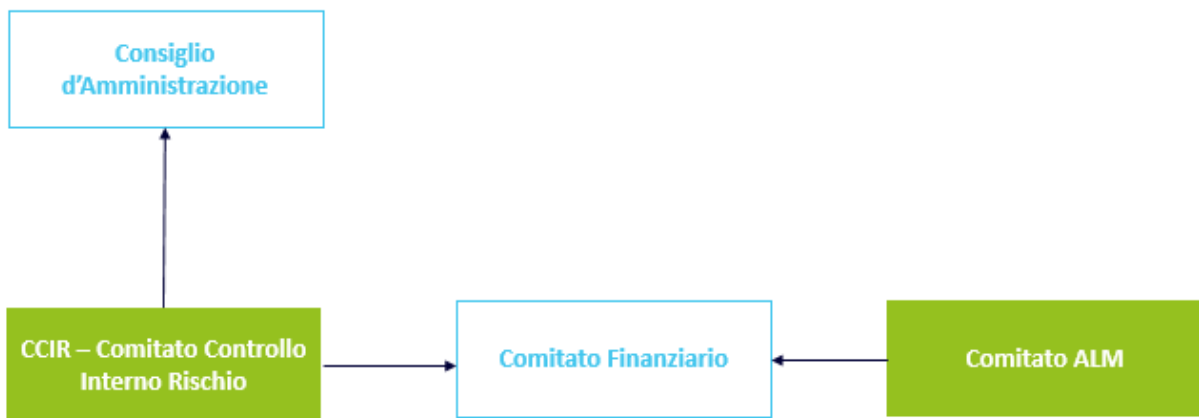 Consiglio
d’Amministrazione
CCIR – Comitato Controllo
Interno Rischio
Comitato Finanziario
Comitato ALM